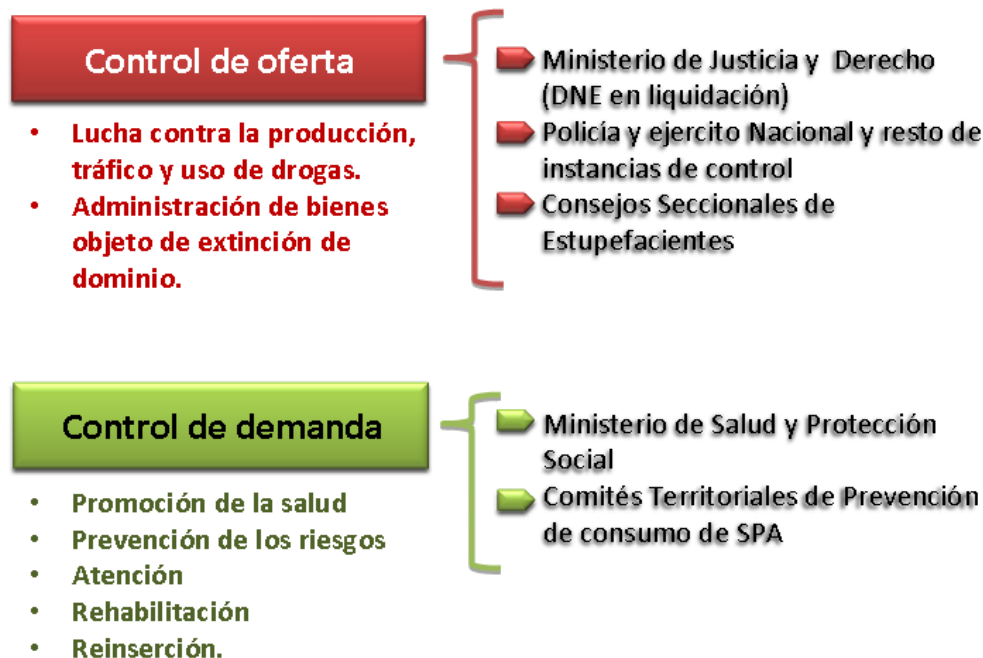 Control de oferta
• Lucha contra la producción,
tráfico y uso de drogas.
• Administración de bienes
objeto de extinción de
dominio.
Ministerio de Justicia y Derecho
(DNE en liquidación)
Policía y ejercito Nacional y resto de
instancias de control
Consejos Seccionales de
Estupefacientes
Control de demanda
• Promoción de la salud
• Prevención de los riesgos
• Atención
• Rehabilitación
• Reinserción.
Ministerio de Salud y Protección
Social
Comités Territoriales de Prevención
de consumo de SPA